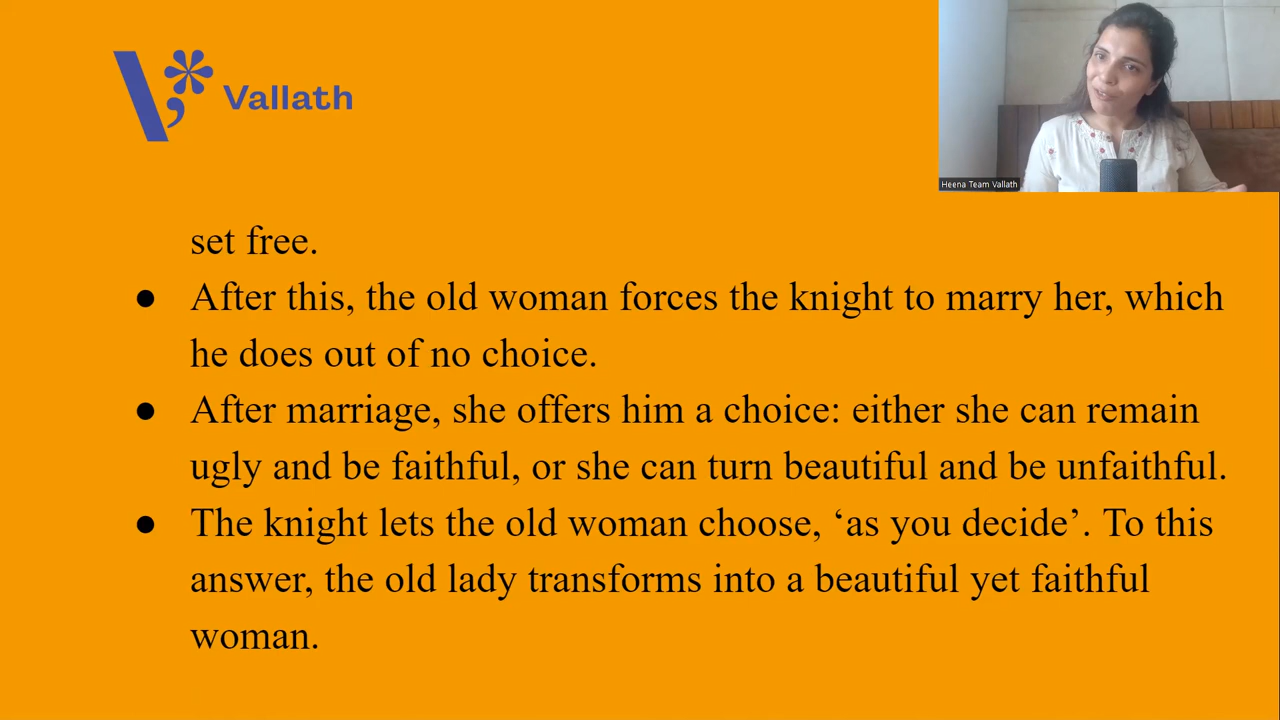 Vallath
Heena Team Vallath
set free.
● After this, the old woman forces the knight to marry her, which
he does out of no choice.
● After marriage, she offers him a choice: either she can remain
ugly and be faithful, or she can turn beautiful and be unfaithful.
● The knight lets the old woman choose, ‘as you decide’. To this
answer, the old lady transforms into a beautiful yet faithful
woman.